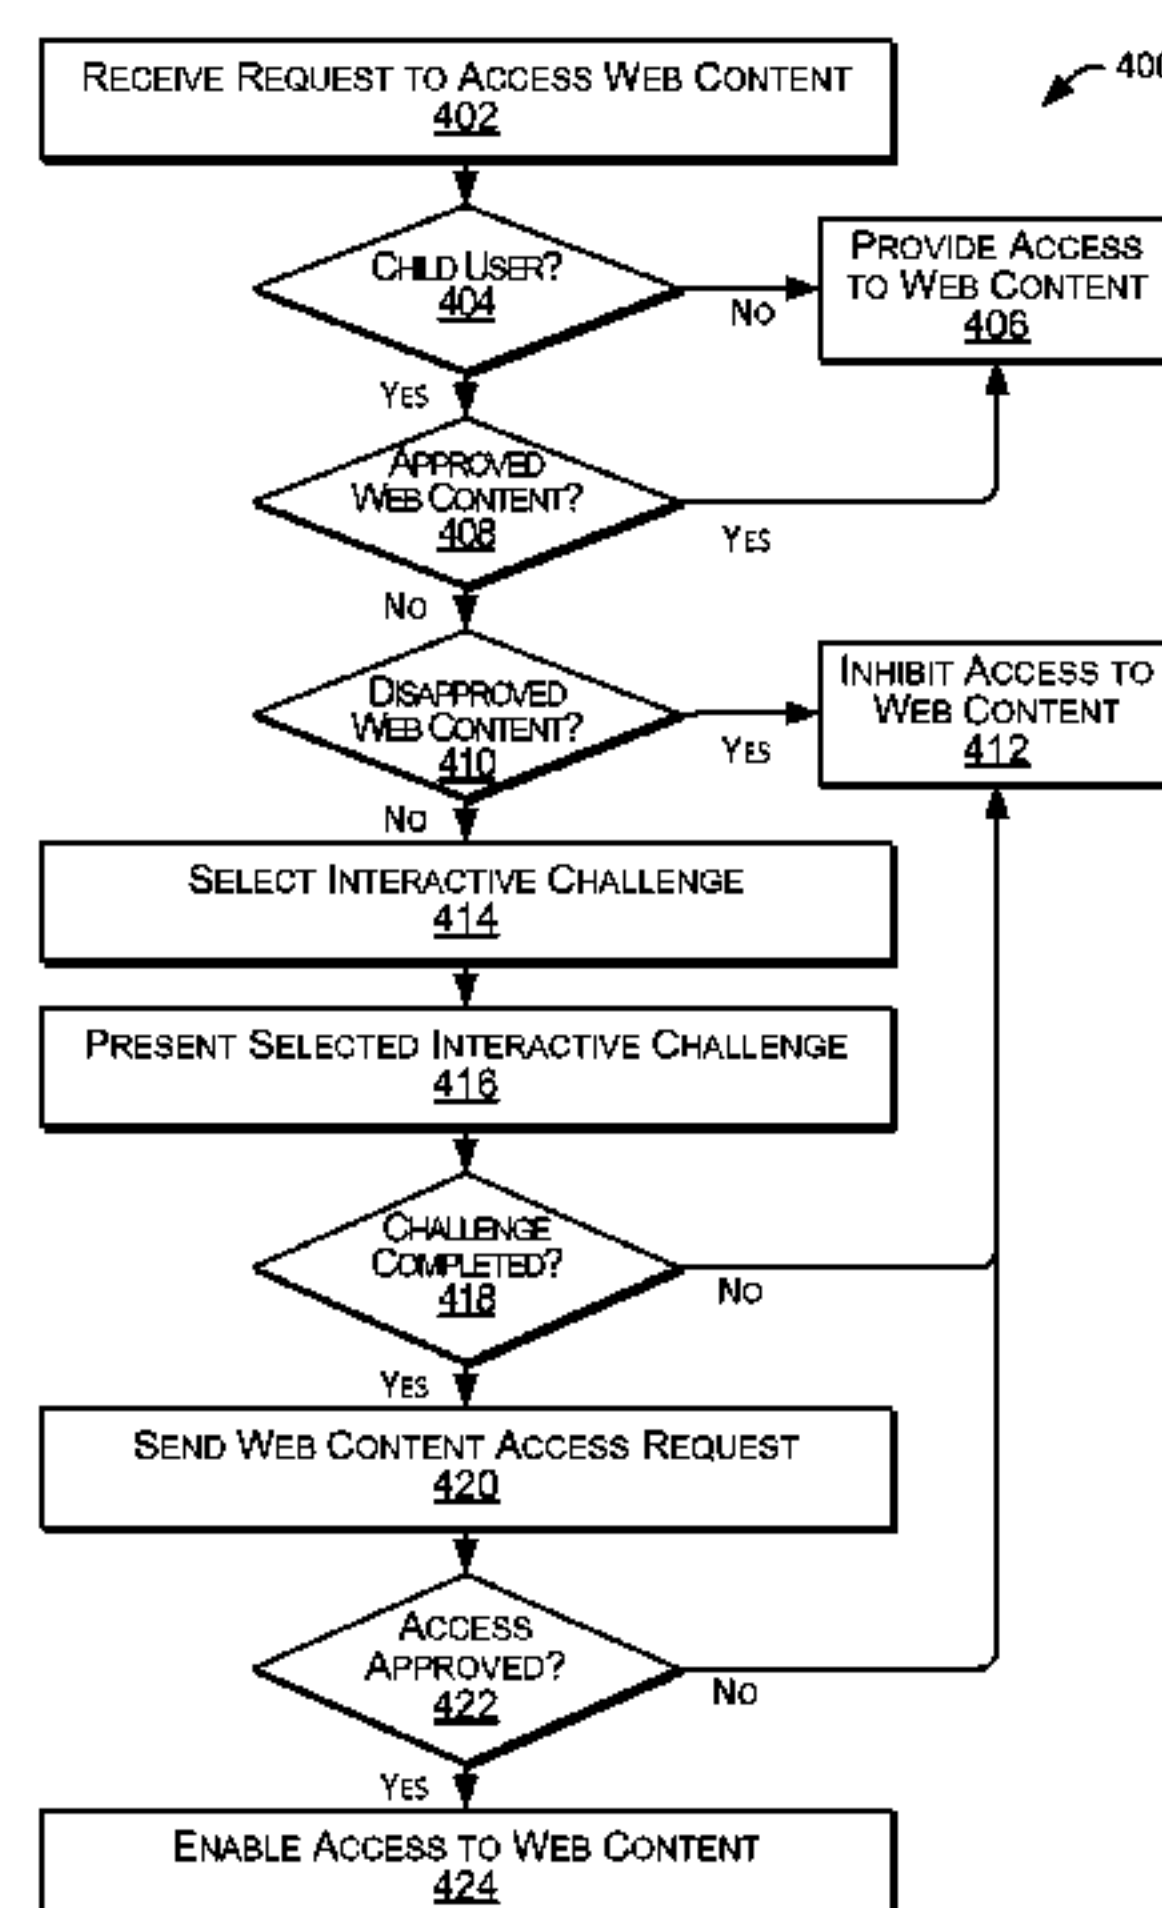 RECEIVE REQUEST TO ACCESS WEB CONTENT
402
400
CHILD USER?
404
NO
PROVIDE ACCESS
TO WEB CONTENT
406
YES
APPROVED
WEB CONTENT?
408
YES
NO
DISAPPROVED
WEB CONTENT?
410
YES
INHIBIT ACCESS TO
WEB CONTENT
412
NO
SELECT INTERACTIVE CHALLENGE
414
PRESENT SELECTED INTERACTIVE CHALLENGE
416
CHALLENGE
COMPLETED?
418
NO
YES
SEND WEB CONTENT ACCESS REQUEST
420
ACCESS
APPROVED?
422
NO
YES
ENABLE ACCESS TO WEB CONTENT
424